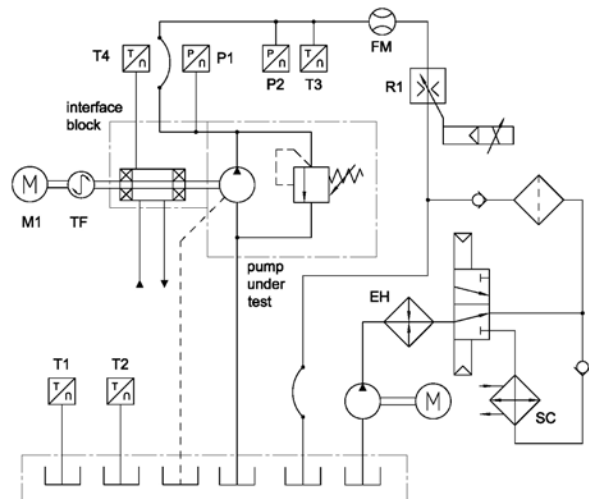 T4
T
n
P
n
P1
P
n
P2
T
n
T3
FM
R1
interface
block
M
M1
TF
pump
under
test
EH
M
SC
T1
T
n
T2
T
n